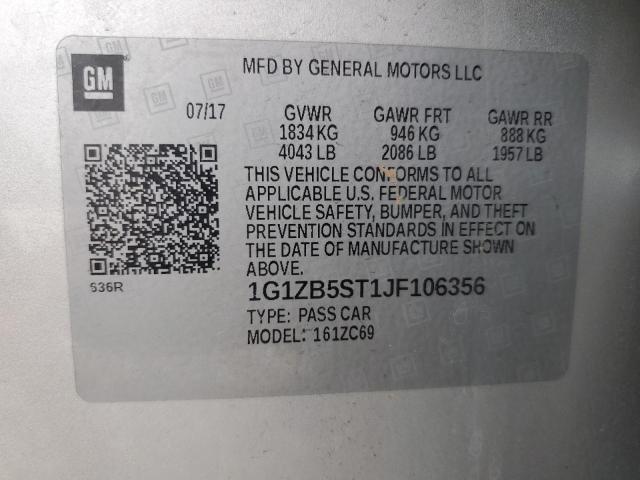 GM
MFD BY GENERAL MOTORS LLC
07/17 GVWR GAWR FRT GAWR RR
1834 KG 946 KG 888 KG
4043 LB 2086 LB 1957 LB
THIS VEHICLE CONFORMS TO ALL
APPLICABLE U.S. FEDERAL MOTOR
VEHICLE SAFETY, BUMPER, AND THEFT
PREVENTION STANDARDS IN EFFECT ON
THE DATE OF MANUFACTURE SHOWN
ABOVE.
636R
1G1ZB5ST1JF106356
TYPE: PASS CAR
MODEL: 161ZC69